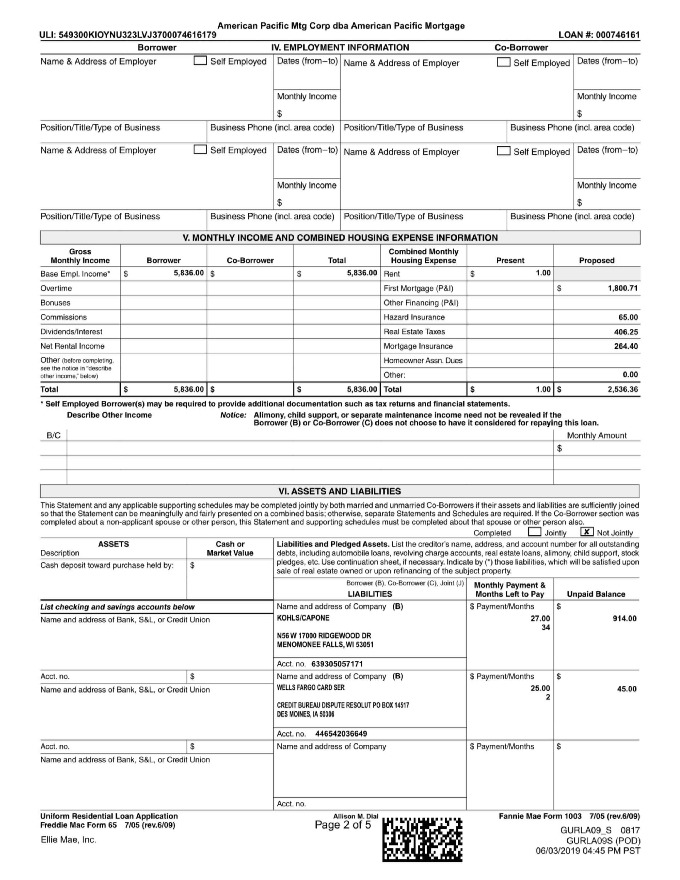 American Pacific Mtg Corp dba American Pacific Mortgage
ULI: 549300KIOYNU323LVJ3700074616179 LOAN #: 000746161
Borrower IV. EMPLOYMENT INFORMATION Co-Borrower
Name & Address of Employer Self Employed Dates (from–to) Name & Address of Employer Self Employed Dates (from–to)
Monthly Income Monthly Income
$ $
Position/Title/Type of Business Business Phone (incl. area code) Position/Title/Type of Business Business Phone (incl. area code)
Name & Address of Employer Self Employed Dates (from–to) Name & Address of Employer Self Employed Dates (from–to)
Monthly Income Monthly Income
$ $
Position/Title/Type of Business Business Phone (incl. area code) Position/Title/Type of Business Business Phone (incl. area code)
V. MONTHLY INCOME AND COMBINED HOUSING EXPENSE INFORMATION
Gross Combined Monthly
Monthly Income Borrower Co-Borrower Total Housing Expense Present Proposed
Base Empl. Income* $ 5,836.00 $ $ 5,836.00 Rent $ 1.00
Overtime First Mortgage (P&I) $ 1,800.71
Bonuses Other Financing (P&I)
Commissions Hazard Insurance 65.00
Dividends/Interest Real Estate Taxes 406.25
Net Rental Income Mortgage Insurance 264.40
Other (before completing, Homeowner Assn. Dues
see the notice in "describe
other income," below) Other: 0.00
Total $ 5,836.00 $ $ 5,836.00 Total $ 1.00 $ 2,536.36
* Self Employed Borrower(s) may be required to provide additional documentation such as tax returns and financial statements.
Describe Other Income Notice: Alimony, child support, or separate maintenance income need not be revealed if the
Borrower (B) or Co-Borrower (C) does not choose to have it considered for repaying this loan.
B/C Monthly Amount
$
VI. ASSETS AND LIABILITIES
This Statement and any applicable supporting schedules may be completed jointly by both married and unmarried Co-Borrowers if their assets and liabilities are sufficiently joined
so that the Statement can be meaningfully and fairly presented on a combined basis; otherwise, separate Statements and Schedules are required. If the Co-Borrower section was
completed about a non-applicant spouse or other person, this Statement and supporting schedules must be completed about that spouse or other person also.
Completed Jointly ✘ Not Jointly
ASSETS Cash or Liabilities and Pledged Assets. List the creditor's name, address, and account number for all outstanding
Description Market Value debts, including automobile loans, revolving charge accounts, real estate loans, alimony, child support, stock
Cash deposit toward purchase held by: $ pledges, etc. Use continuation sheet, if necessary. Indicate by (*) those liabilities, which will be satisfied upon
sale of real estate owned or upon refinancing of the subject property.
Borrower (B), Co-Borrower (C), Joint (J) Monthly Payment &
LIABILITIES Months Left to Pay Unpaid Balance
List checking and savings accounts below Name and address of Company (B) $ Payment/Months $
Name and address of Bank, S&L, or Credit Union KOHLS/CAPONE 27.00 914.00
34
N56 W 17000 RIDGEWOOD DR
MENOMONEE FALLS, WI 53051
Acct. no. 639305057171
Acct. no. $ Name and address of Company (B) $ Payment/Months $
Name and address of Bank, S&L, or Credit Union WELLS FARGO CARD SER 25.00 45.00
2
CREDIT BUREAU DISPUTE RESOLUT PO BOX 14517
DES MOINES, IA 50306
Acct. no. 446542036649
Acct. no. $ Name and address of Company $ Payment/Months $
Name and address of Bank, S&L, or Credit Union
Acct. no.
Uniform Residential Loan Application Allison M. Dial Fannie Mae Form 1003 7/05 (rev.6/09)
Freddie Mac Form 65 7/05 (rev.6/09) Page 2 of 5
GURLA09_S 0817
Ellie Mae, Inc. GURLA09S (POD)
06/03/2019 04:45 PM PST